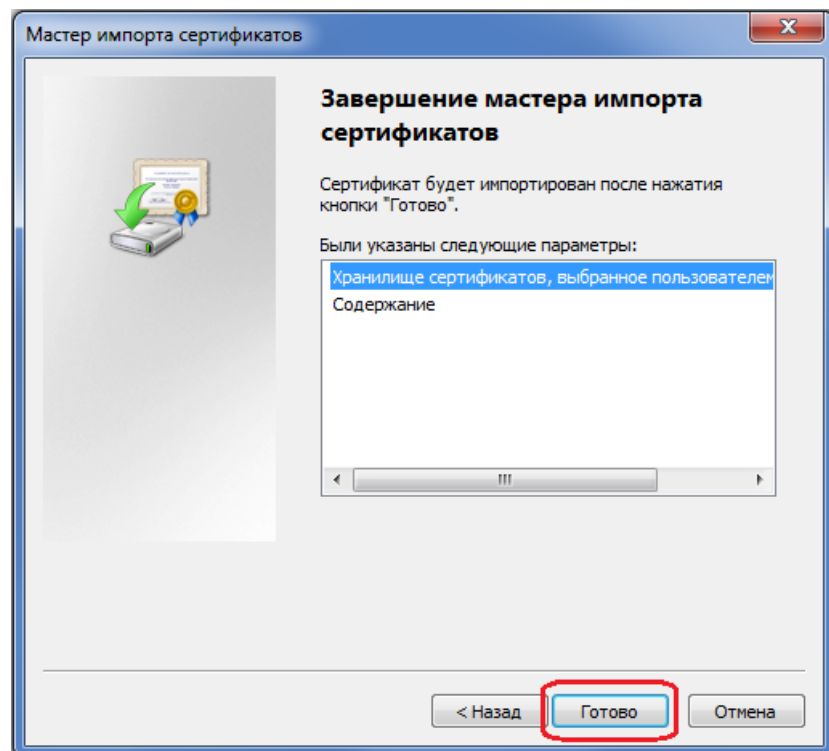 Мастер импорта сертификатов
Завершение мастера импорта
сертификатов
Сертификат будет импортирован после нажатия
кнопки "Готово".
Были указаны следующие параметры:
Хранилище сертификатов, выбранное пользователем
Содержание
< Назад
Готово
Отмена